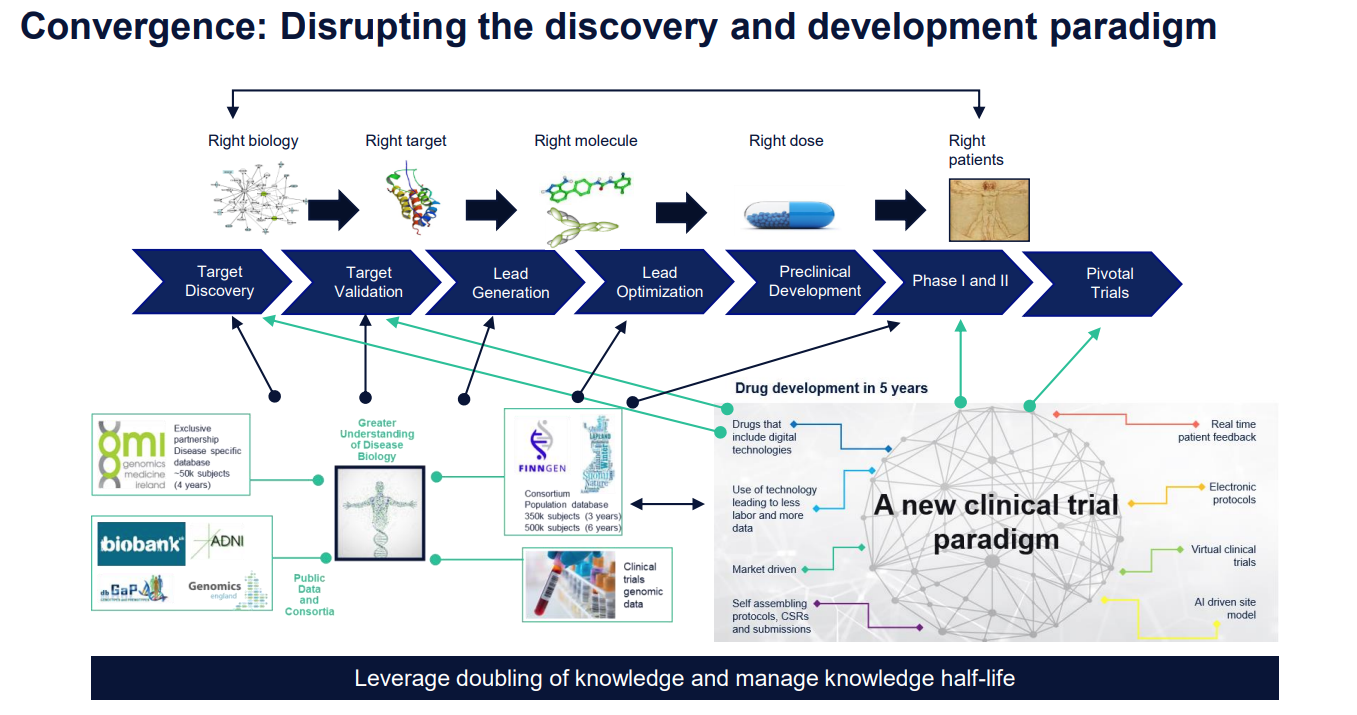 Convergence: Disrupting the discovery and development paradigm
Right biology
Right target
Right molecule
Right dose
Right
patients
Target
Discovery
Target
Validation
Lead
Generation
Lead
Optimization
Preclinical
Development
Phase I and II
Pivotal
Trials
gmi
genomics
medicine
ireland
Exclusive
partnership
Disease specific
database
~50k subjects
(4 years)
biobank
uk
ADNI
dbGaP
Genomics
england
Greater
Understanding
of Disease
Biology
Public
Data
and
Consortia
FINNGEN
LAPLAND
Winter
Suomi
Nature
Consortium
Population database
350k subjects (3 years)
500k subjects (6 years)
Clinical
trials
genomic
data
Drug development in 5 years
Drugs that
include digital
technologies
Use of technology
leading to less
labor and more
data
Market driven
Self assembling
protocols, CSRs
and submissions
A new clinical trial
paradigm
Real time
patient feedback
Electronic
protocols
Virtual clinical
trials
AI driven site
model
Leverage doubling of knowledge and manage knowledge half-life